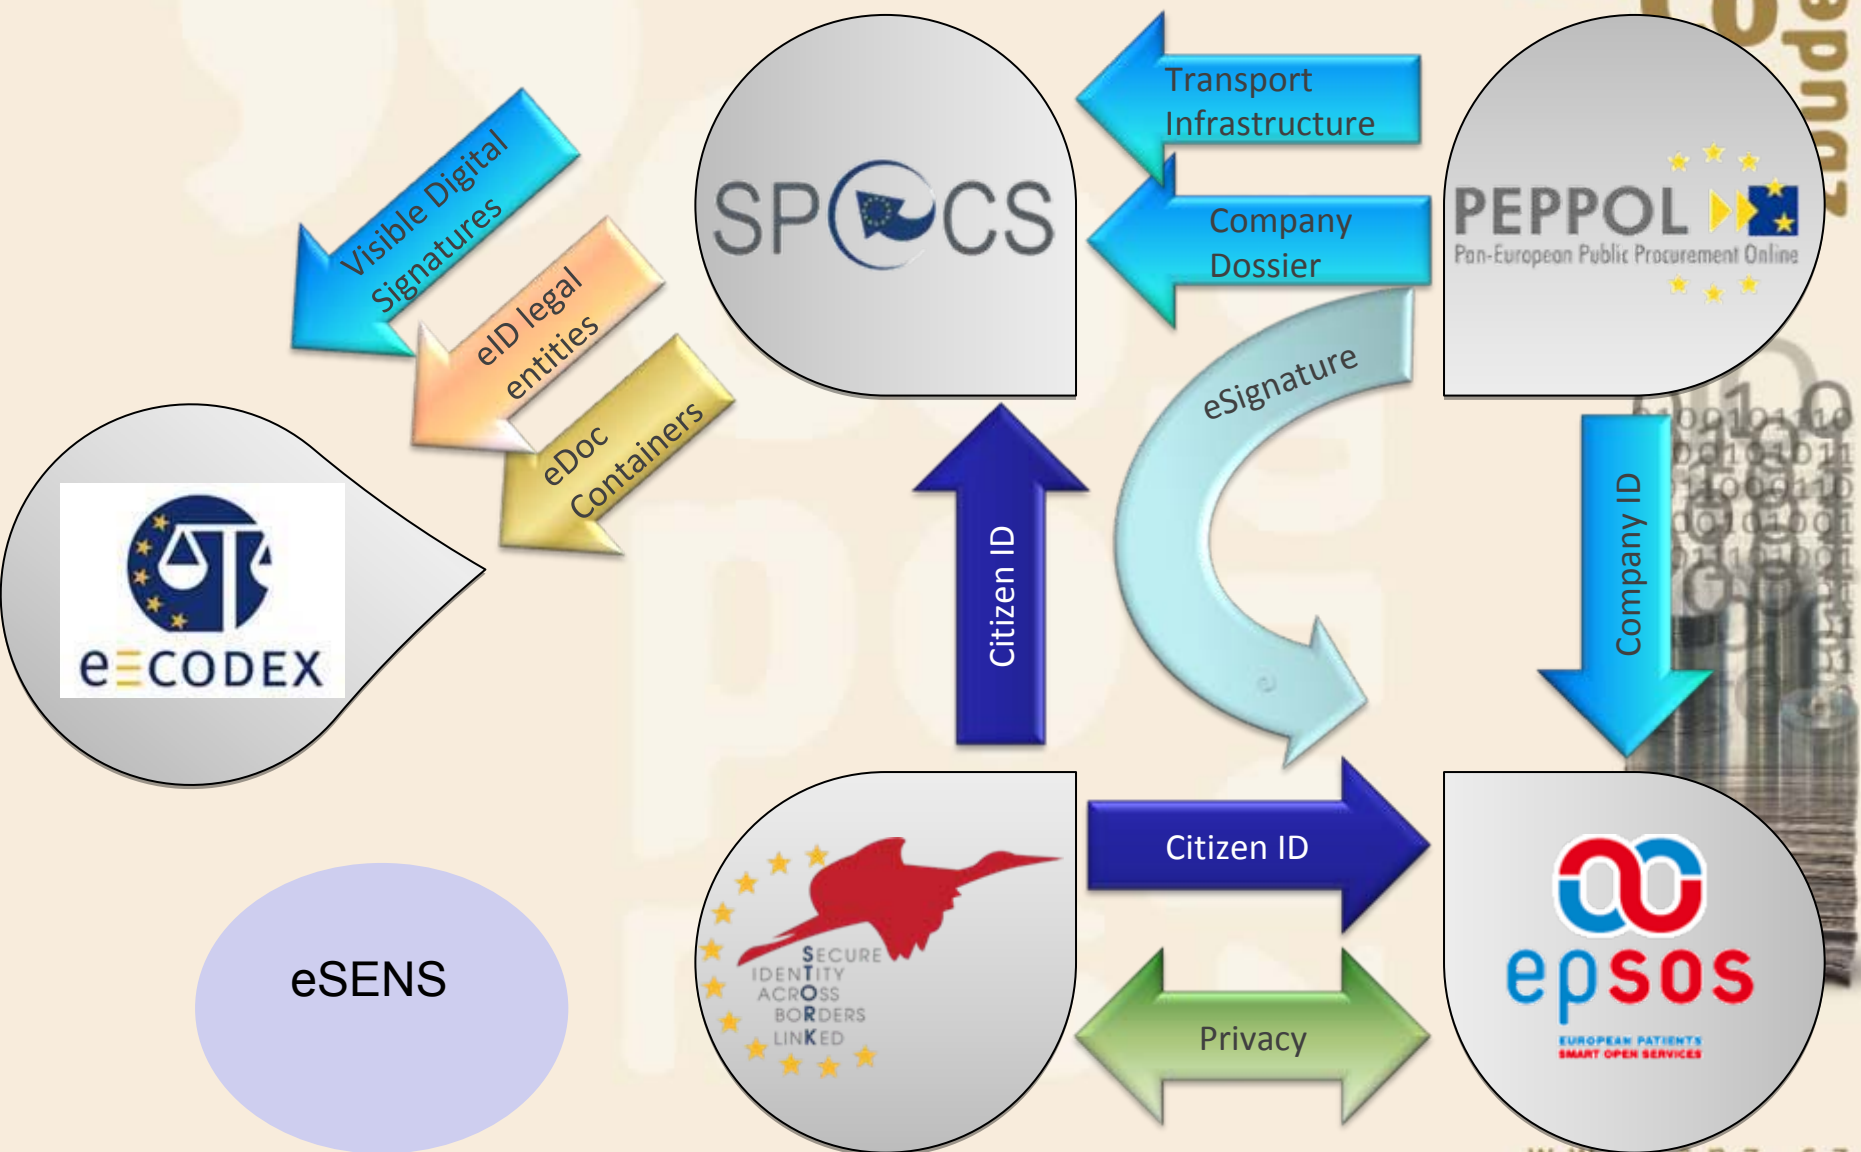 Transport
Infrastructure
Company
Dossier
SPOCS
PEPPOL
Pan-European Public Procurement Online
Visible Digital
Signatures
eID legal
entities
eDoc
Containers
eSignature
Citizen ID
Company ID
e-CODEX
Citizen ID
Privacy
SECURE
IDENTITY
ACROSS
BORDERS
LINKED
epsos
EUROPEAN PATIENTS
SMART OPEN SERVICES
eSENS